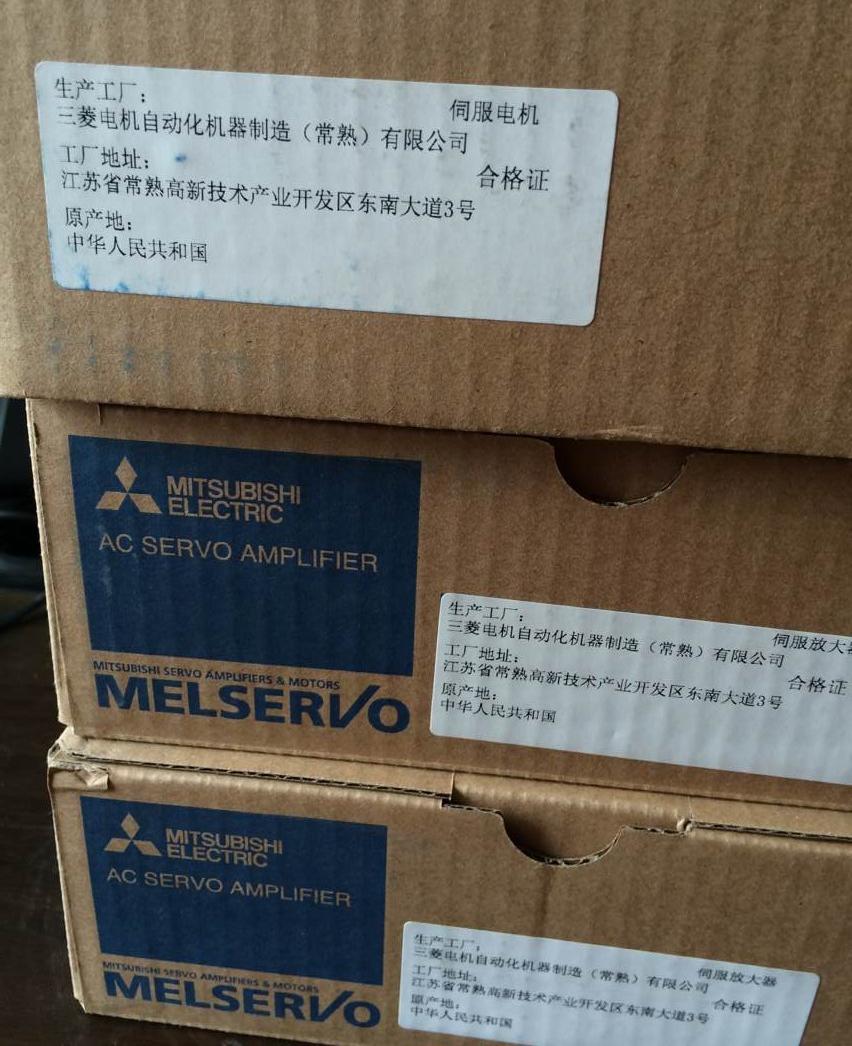 生产工厂：
伺服电机
三菱电机自动化机器制造（常熟）有限公司
工厂地址：
合格证
江苏省常熟高新技术产业开发区东南大道3号
原产地：
中华人民共和国
MITSUBISHI
ELECTRIC
AC SERVO AMPLIFIER
MITSUBISHI SERVO AMPLIFIERS & MOTORS
MELSERVO
生产工厂：
伺服放大器
三菱电机自动化机器制造（常熟）有限公司
工厂地址：
合格证
江苏省常熟高新技术产业开发区东南大道3号
原产地：
中华人民共和国
MITSUBISHI
ELECTRIC
AC SERVO AMPLIFIER
MITSUBISHI SERVO AMPLIFIERS & MOTORS
MELSERVO
生产工厂：
伺服放大器
三菱电机自动化机器制造（常熟）有限公司
工厂地址：
合格证
江苏省常熟高新技术产业开发区东南大道3号
原产地：
中华人民共和国